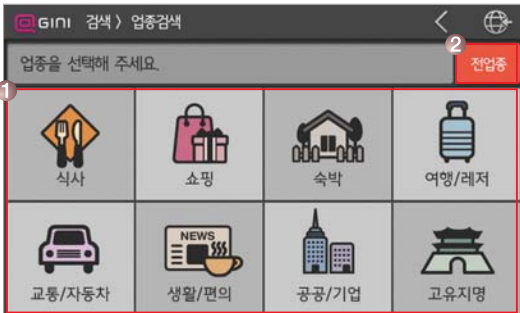 GINI 검색 〉 업종검색
업종을 선택해 주세요.
2
전업종
1
식사
쇼핑
숙박
여행/레저
NEWS
교통/자동차
생활/편의
공공/기업
고유지명